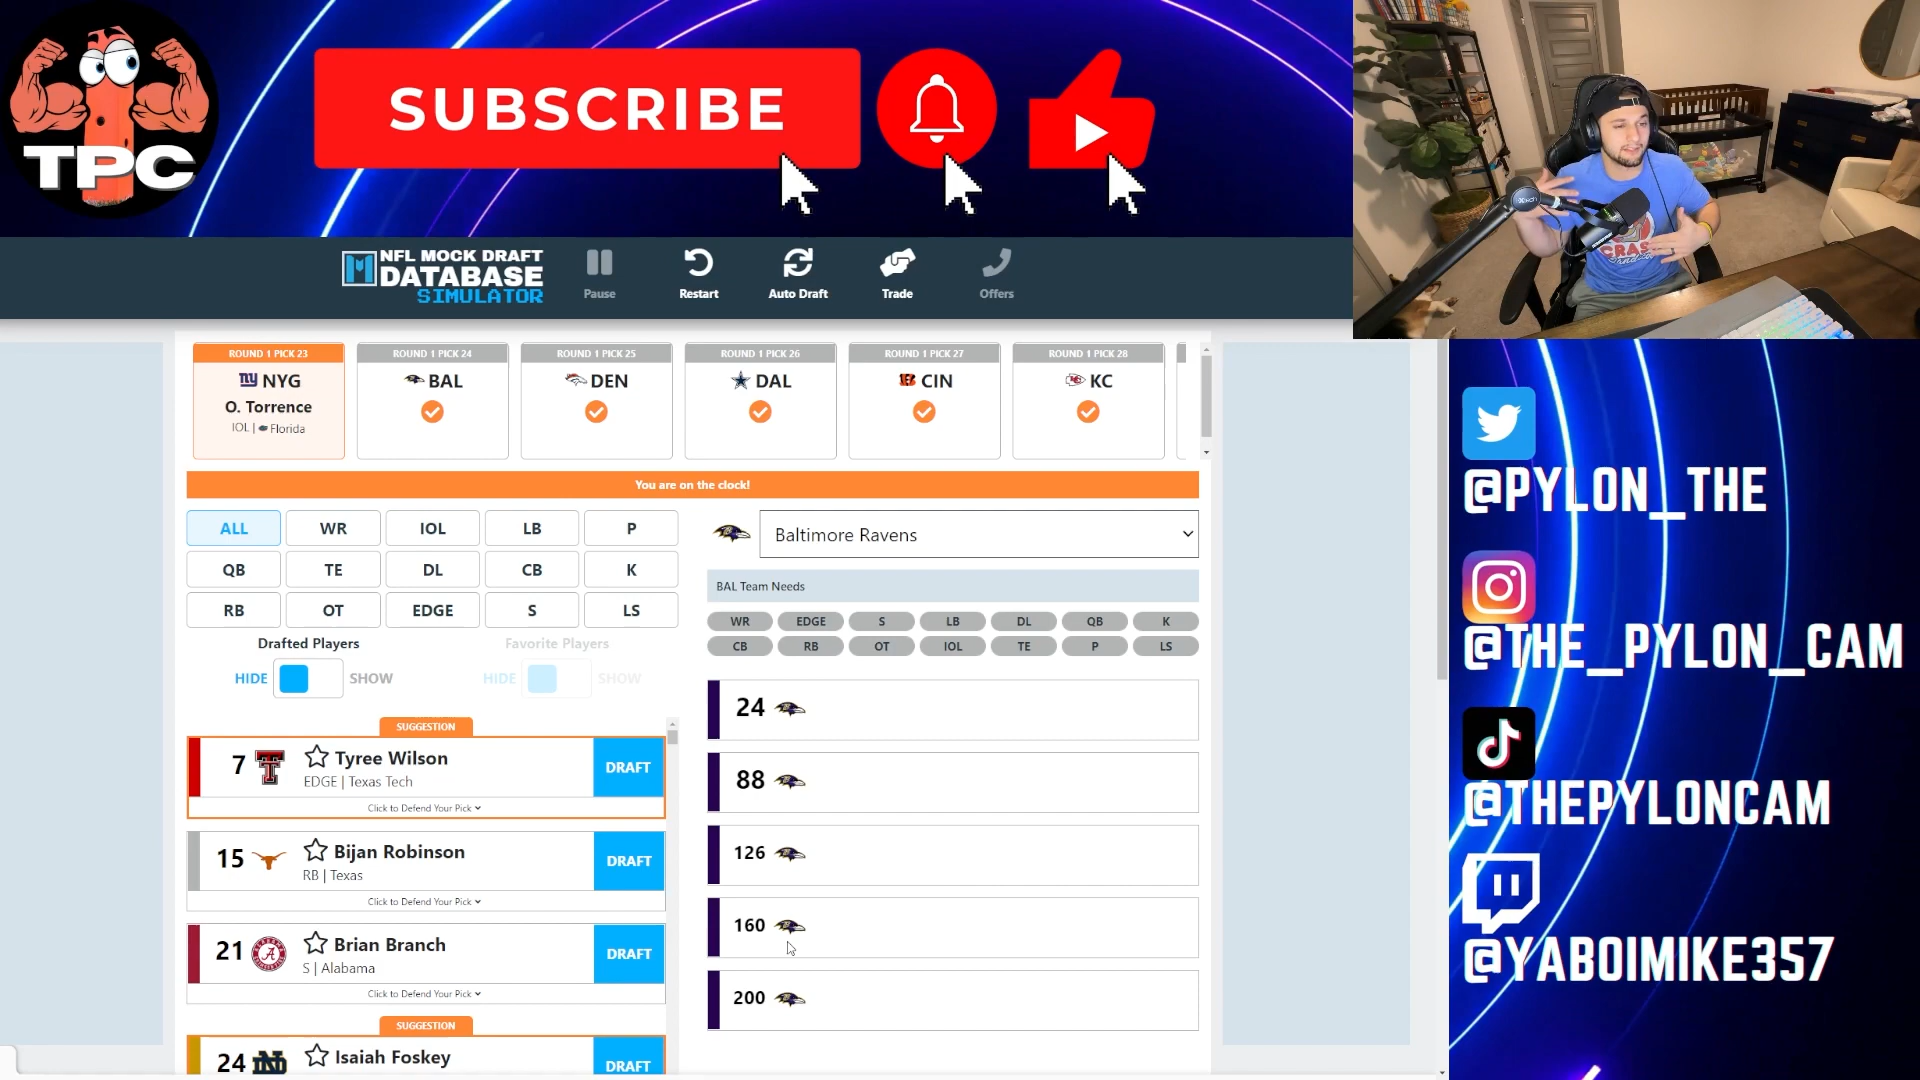 TPC
SUBSCRIBE
NFL MOCK DRAFT
DATABASE
SIMULATOR
Pause
Restart
Auto Draft
Trade
Offers
ROUND 1 PICK 23
NYG
O. Torrence
IOL | Florida
ROUND 1 PICK 24
BAL
ROUND 1 PICK 25
DEN
ROUND 1 PICK 26
DAL
ROUND 1 PICK 27
CIN
ROUND 1 PICK 28
KC
You are on the clock!
ALL WR IOL LB P
QB TE DL CB K
RB OT EDGE S LS
Drafted Players
HIDE SHOW
Favorite Players
HIDE SHOW
SUGGESTION
7 Tyree Wilson
EDGE | Texas Tech
DRAFT
Click to Defend Your Pick
15 Bijan Robinson
RB | Texas
DRAFT
Click to Defend Your Pick
21 Brian Branch
S | Alabama
DRAFT
Click to Defend Your Pick
SUGGESTION
24 Isaiah Foskey
DRAFT
Baltimore Ravens
BAL Team Needs
WR EDGE S LB DL QB K
CB RB OT IOL TE P LS
24
88
126
160
200
CRASH
@PYLON_THE
@THE_PYLON_CAM
@THEPYLONCAM
@YABOIMIKE357